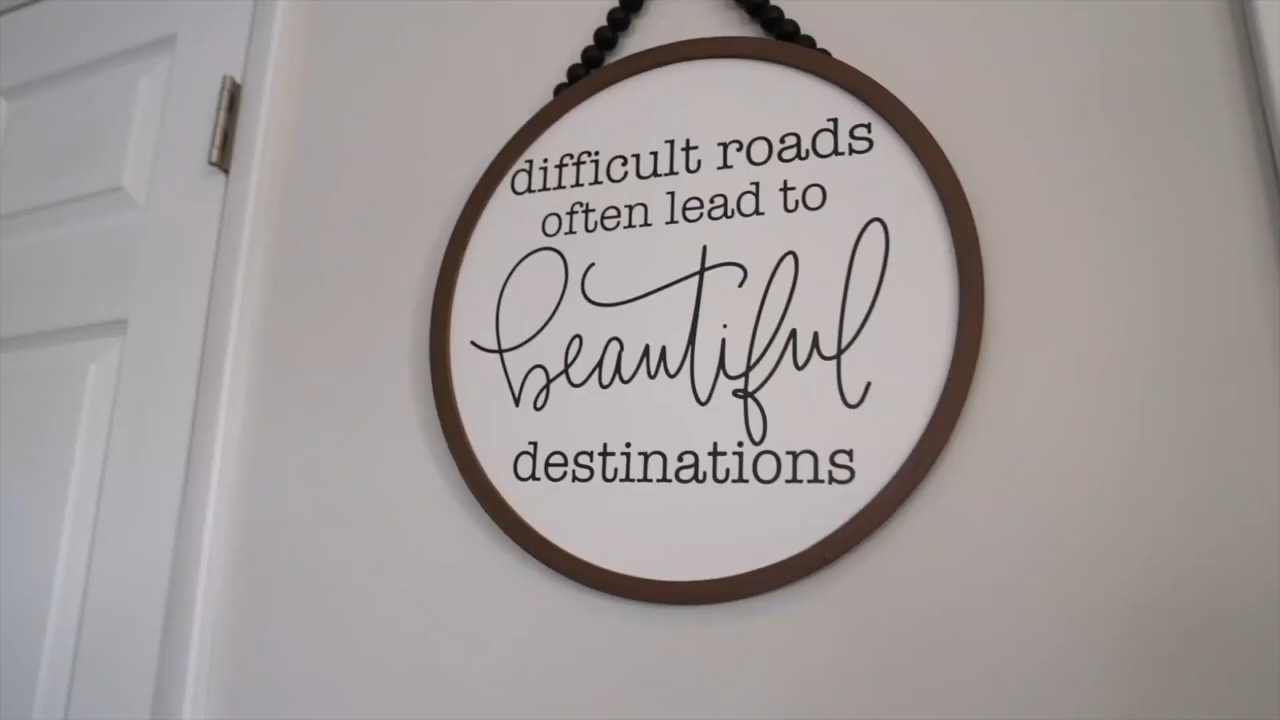 difficult roads
often lead to
beautiful
destinations